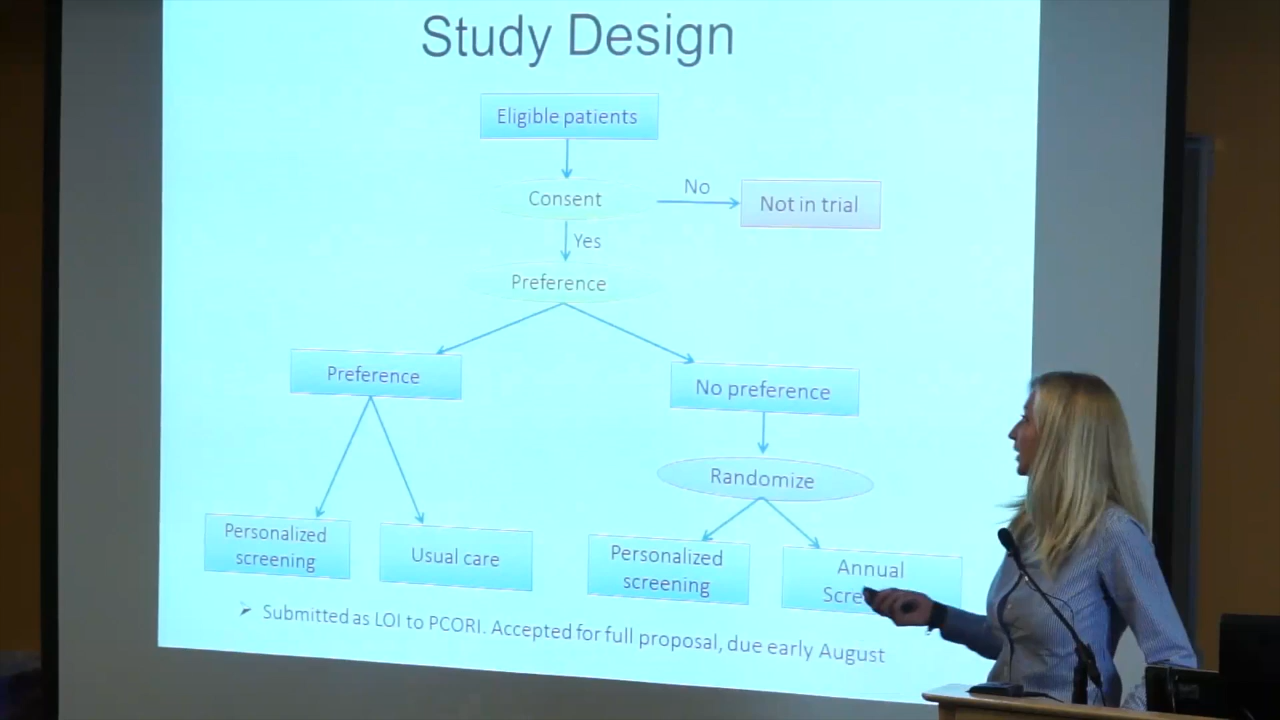 Study Design
Eligible patients
Consent
No
Not in trial
Yes
Preference
Preference
No preference
Randomize
Personalized
screening
Usual care
Personalized
screening
Annual
➤ Submitted as LOI to PCORI. Accepted for full proposal, due early August